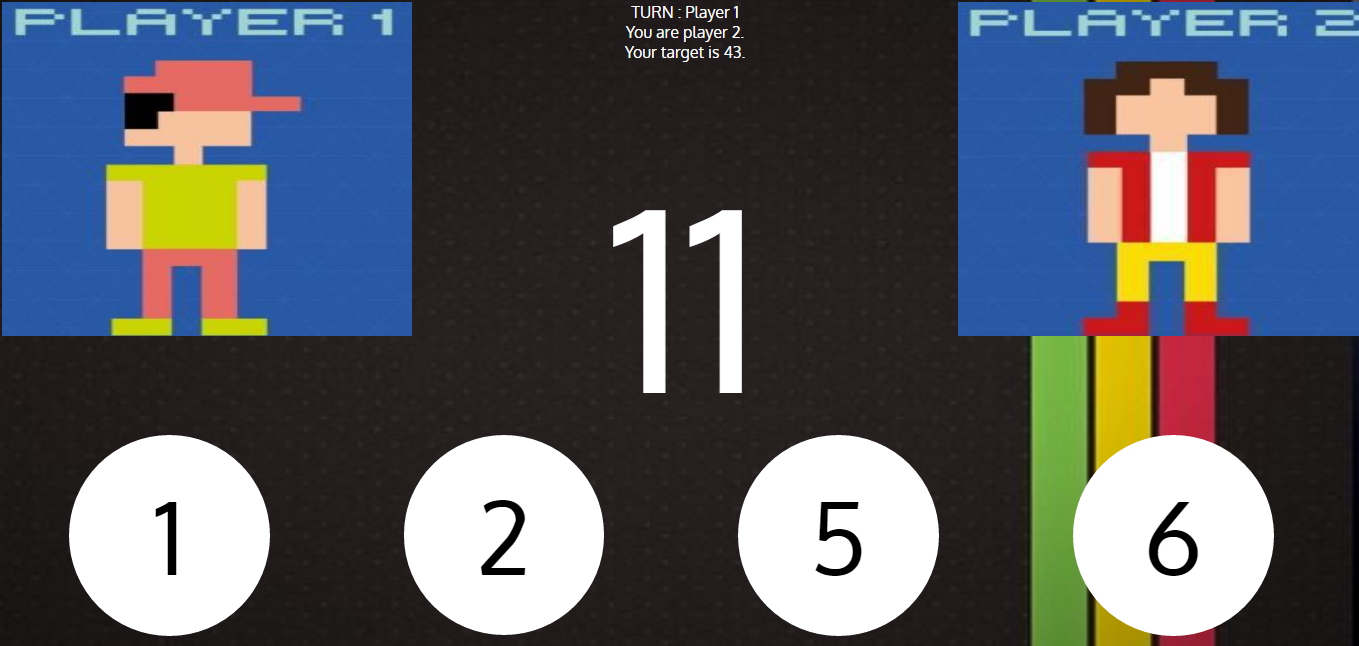 PLAYER 1
TURN : Player 1
You are player 2.
Your target is 43.
PLAYER 2
11
1
2
5
6